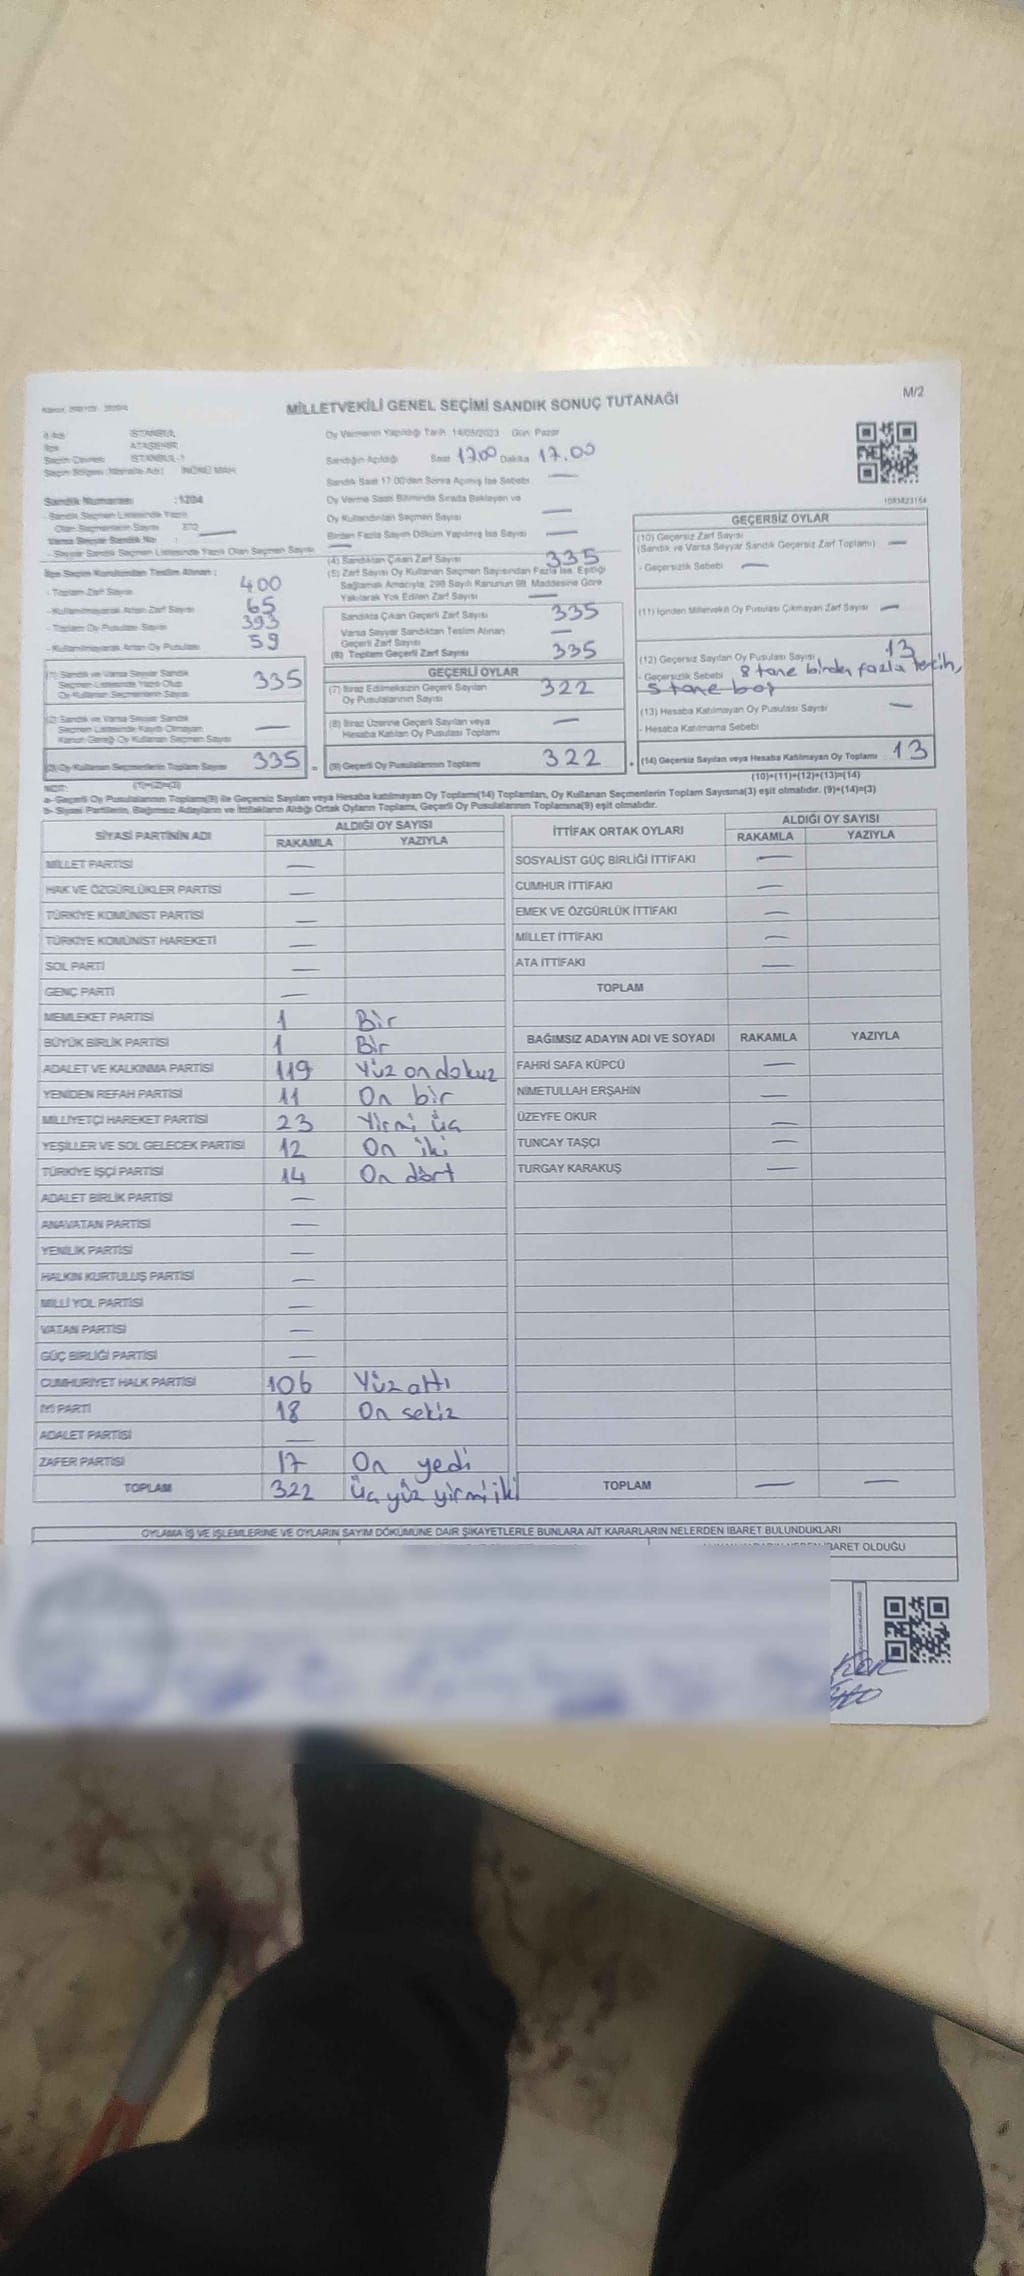 MİLLETVEKİLİ GENEL SEÇİMİ SANDIK SONUÇ TUTANAĞI
M/2
İSTANBUL
ATAŞEHİR
İSTANBUL-1
İNÖNÜ MAH
Sandık Numarası :1204
- Sandık Seçmen Listesinde Yazılı
Olan Seçmenlerin Sayısı
Varsa Seyyar Sandık No :
- Seyyar Sandık Seçmen Listesinde Yazılı Olan Seçmen Sayısı —
İlçe Seçim Kurulundan Teslim Alınan :
- Toplam Zarf Sayısı 400
- Kullanılmayarak Artan Zarf Sayısı 65
- Toplam Oy Pusulası Sayısı 393
- Kullanılmayarak Artan Oy Pusulası 59
(1) Sandık ve Varsa Seyyar Sandık
Seçmen Listesinde Yazılı Olup
Oy Kullanan Seçmenlerin Sayısı 335
(2) Sandık ve Varsa Seyyar Sandık
Seçmen Listesinde Kaydı Olmayan
Kanun Gereği Oy Kullanan Seçmen Sayısı —
(3) Oy Kullanan Seçmenlerin Toplam Sayısı 335
(1)+(2)=(3)
Oy Vermenin Yapıldığı Tarih 14/05/2023 Gün Pazar
Sandığın Açıldığı Saat 17.00 Dakika 17.00
Sandık Saat 17.00'den Sonra Açılmış İse Sebebi —
Oy Verme Saati Bitiminde Sırada Bekleyen ve
Oy Kullandırılan Seçmen Sayısı —
Birden Fazla Sayım Döküm Yapılmış İse Sayısı —
(4) Sandıktan Çıkan Zarf Sayısı 335
(5) Zarf Sayısı Oy Kullanan Seçmen Sayısından Fazla İse, Eşitliği
Sağlamak Amacıyla, 298 Sayılı Kanunun 98. Maddesine Göre
Yakılarak Yok Edilen Zarf Sayısı —
Sandıkta Çıkan Geçerli Zarf Sayısı 335
Varsa Seyyar Sandıktan Teslim Alınan
Geçerli Zarf Sayısı —
(6) Toplam Geçerli Zarf Sayısı 335
GEÇERLİ OYLAR
(7) İtiraz Edilmeksizin Geçerli Sayılan
Oy Pusulalarının Sayısı 322
(8) İtiraz Üzerine Geçerli Sayılan veya
Hesaba Katılan Oy Pusulası Toplamı —
(9) Geçerli Oy Pusulalarının Toplamı 322
1083823154
GEÇERSİZ OYLAR
(10) Geçersiz Zarf Sayısı
(Sandık ve Varsa Seyyar Sandık Geçersiz Zarf Toplamı) —
- Geçersizlik Sebebi —
(11) İçinden Milletvekili Oy Pusulası Çıkmayan Zarf Sayısı —
(12) Geçersiz Sayılan Oy Pusulası Sayısı 13
- Geçersizlik Sebebi 8 tane birden fazla tercih,
5 tane boş
(13) Hesaba Katılmayan Oy Pusulası Sayısı —
- Hesaba Katılmama Sebebi
(14) Geçersiz Sayılan veya Hesaba Katılmayan Oy Toplamı 13
(10)+(11)+(12)+(13)=(14)
NOT:
a- Geçerli Oy Pusulalarının Toplamı(9) ile Geçersiz Sayılan veya Hesaba katılmayan Oy Toplamı(14) Toplamları, Oy Kullanan Seçmenlerin Toplam Sayısına(3) eşit olmalıdır. (9)+(14)=(3)
b- Siyasi Partilerin, Bağımsız Adayların ve İttifakların Aldığı Ortak Oyların Toplamı, Geçerli Oy Pusulalarının Toplamına(9) eşit olmalıdır.
SİYASİ PARTİNİN ADI ALDIĞI OY SAYISI
RAKAMLA YAZIYLA
MİLLET PARTİSİ —
HAK VE ÖZGÜRLÜKLER PARTİSİ —
TÜRKİYE KOMÜNİST PARTİSİ —
TÜRKİYE KOMÜNİST HAREKETİ —
SOL PARTİ —
GENÇ PARTİ —
MEMLEKET PARTİSİ 1 Bir
BÜYÜK BİRLİK PARTİSİ 1 Bir
ADALET VE KALKINMA PARTİSİ 119 Yüz on dokuz
YENİDEN REFAH PARTİSİ 11 On bir
MİLLİYETÇİ HAREKET PARTİSİ 23 Yirmi üç
YEŞİLLER VE SOL GELECEK PARTİSİ 12 On iki
TÜRKİYE İŞÇİ PARTİSİ 14 On dört
ADALET BİRLİK PARTİSİ —
ANAVATAN PARTİSİ —
YENİLİK PARTİSİ —
HALKIN KURTULUŞ PARTİSİ —
MİLLİ YOL PARTİSİ —
VATAN PARTİSİ —
GÜÇ BİRLİĞİ PARTİSİ —
CUMHURİYET HALK PARTİSİ 106 Yüz altı
İYİ PARTİ 18 On sekiz
ADALET PARTİSİ —
ZAFER PARTİSİ 17 On yedi
TOPLAM 322 Üç yüz yirmi iki
İTTİFAK ORTAK OYLARI ALDIĞI OY SAYISI
RAKAMLA YAZIYLA
SOSYALİST GÜÇ BİRLİĞİ İTTİFAKI —
CUMHUR İTTİFAKI —
EMEK VE ÖZGÜRLÜK İTTİFAKI —
MİLLET İTTİFAKI —
ATA İTTİFAKI —
TOPLAM
BAĞIMSIZ ADAYIN ADI VE SOYADI RAKAMLA YAZIYLA
FAHRİ SAFA KÜPCÜ —
NİMETULLAH ERŞAHİN —
ÜZEYFE OKUR —
TUNCAY TAŞÇI —
TURGAY KARAKUŞ —
TOPLAM — —
OYLAMA İŞ VE İŞLEMLERİNE VE OYLARIN SAYIM DÖKÜMÜNE DAİR ŞİKAYETLERLE BUNLARA AİT KARARLARIN NELERDEN İBARET BULUNDUKLARI
İBARET OLDUĞU